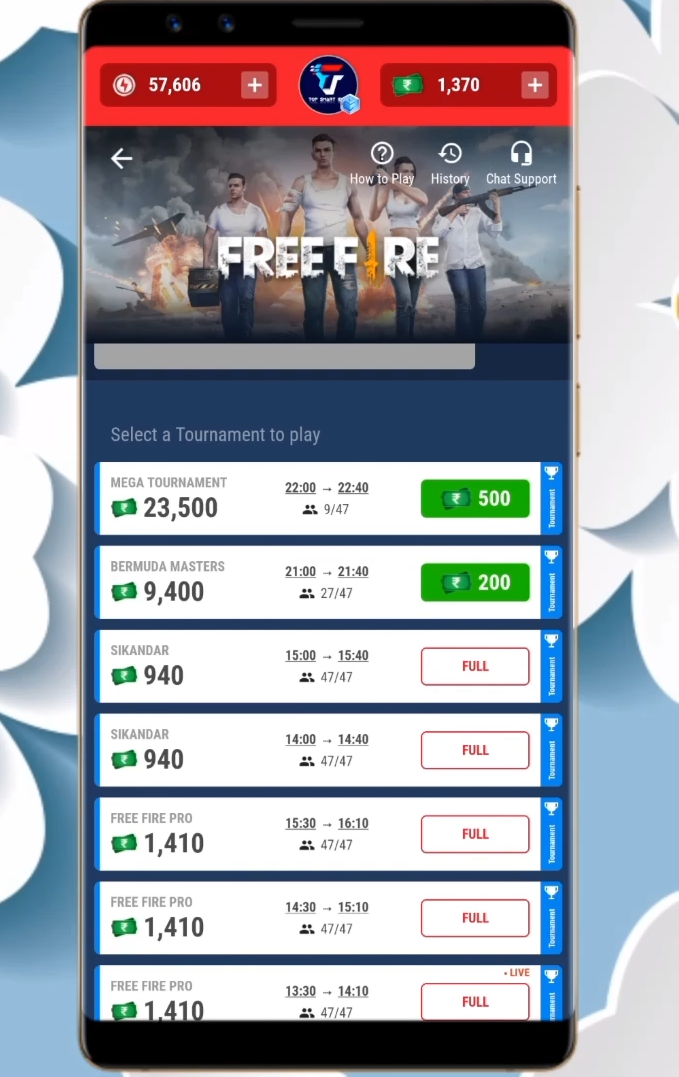 57,606
+
TOP SMART
1,370
+
How to Play
History
Chat Support
FREE FIRE
Select a Tournament to play
MEGA TOURNAMENT
₹ 23,500
22:00 → 22:40
9/47
₹ 500
Tournament
BERMUDA MASTERS
₹ 9,400
21:00 → 21:40
27/47
₹ 200
Tournament
SIKANDAR
₹ 940
15:00 → 15:40
47/47
FULL
Tournament
SIKANDAR
₹ 940
14:00 → 14:40
47/47
FULL
Tournament
FREE FIRE PRO
₹ 1,410
15:30 → 16:10
47/47
FULL
Tournament
FREE FIRE PRO
₹ 1,410
14:30 → 15:10
47/47
FULL
Tournament
• LIVE
FREE FIRE PRO
₹ 1,410
13:30 → 14:10
47/47
FULL
rnament